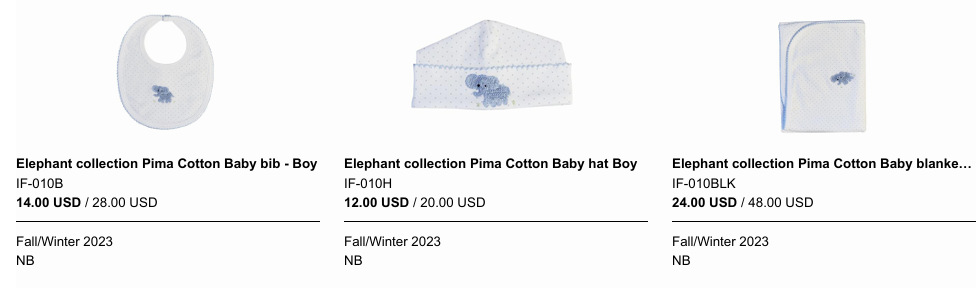 Elephant collection Pima Cotton Baby bib - Boy
IF-010B
14.00 USD / 28.00 USD
Fall/Winter 2023
NB
Elephant collection Pima Cotton Baby hat Boy
IF-010H
12.00 USD / 20.00 USD
Fall/Winter 2023
NB
Elephant collection Pima Cotton Baby blanke...
IF-010BLK
24.00 USD / 48.00 USD
Fall/Winter 2023
NB